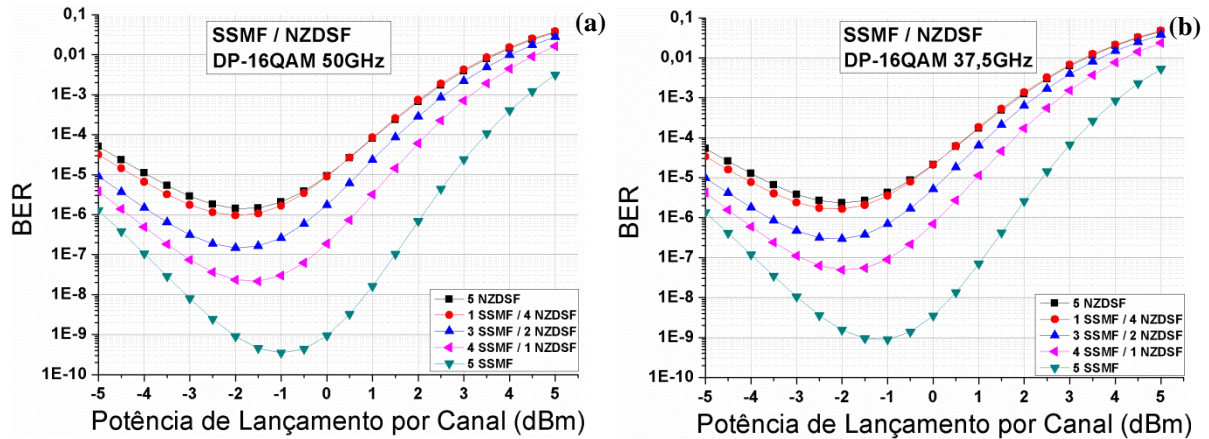 (a)
SSMF / NZDSF
DP-16QAM 50GHz
BER
0,1
0,01
1E-3
1E-4
1E-5
1E-6
1E-7
1E-8
1E-9
1E-10
5 NZDSF
1 SSMF / 4 NZDSF
3 SSMF / 2 NZDSF
4 SSMF / 1 NZDSF
5 SSMF
-5 -4 -3 -2 -1 0 1 2 3 4 5
Potência de Lançamento por Canal (dBm)
(b)
SSMF / NZDSF
DP-16QAM 37,5GHz
BER
0,1
0,01
1E-3
1E-4
1E-5
1E-6
1E-7
1E-8
1E-9
1E-10
5 NZDSF
1 SSMF / 4 NZDSF
3 SSMF / 2 NZDSF
4 SSMF / 1 NZDSF
5 SSMF
-5 -4 -3 -2 -1 0 1 2 3 4 5
Potência de Lançamento por Canal (dBm)